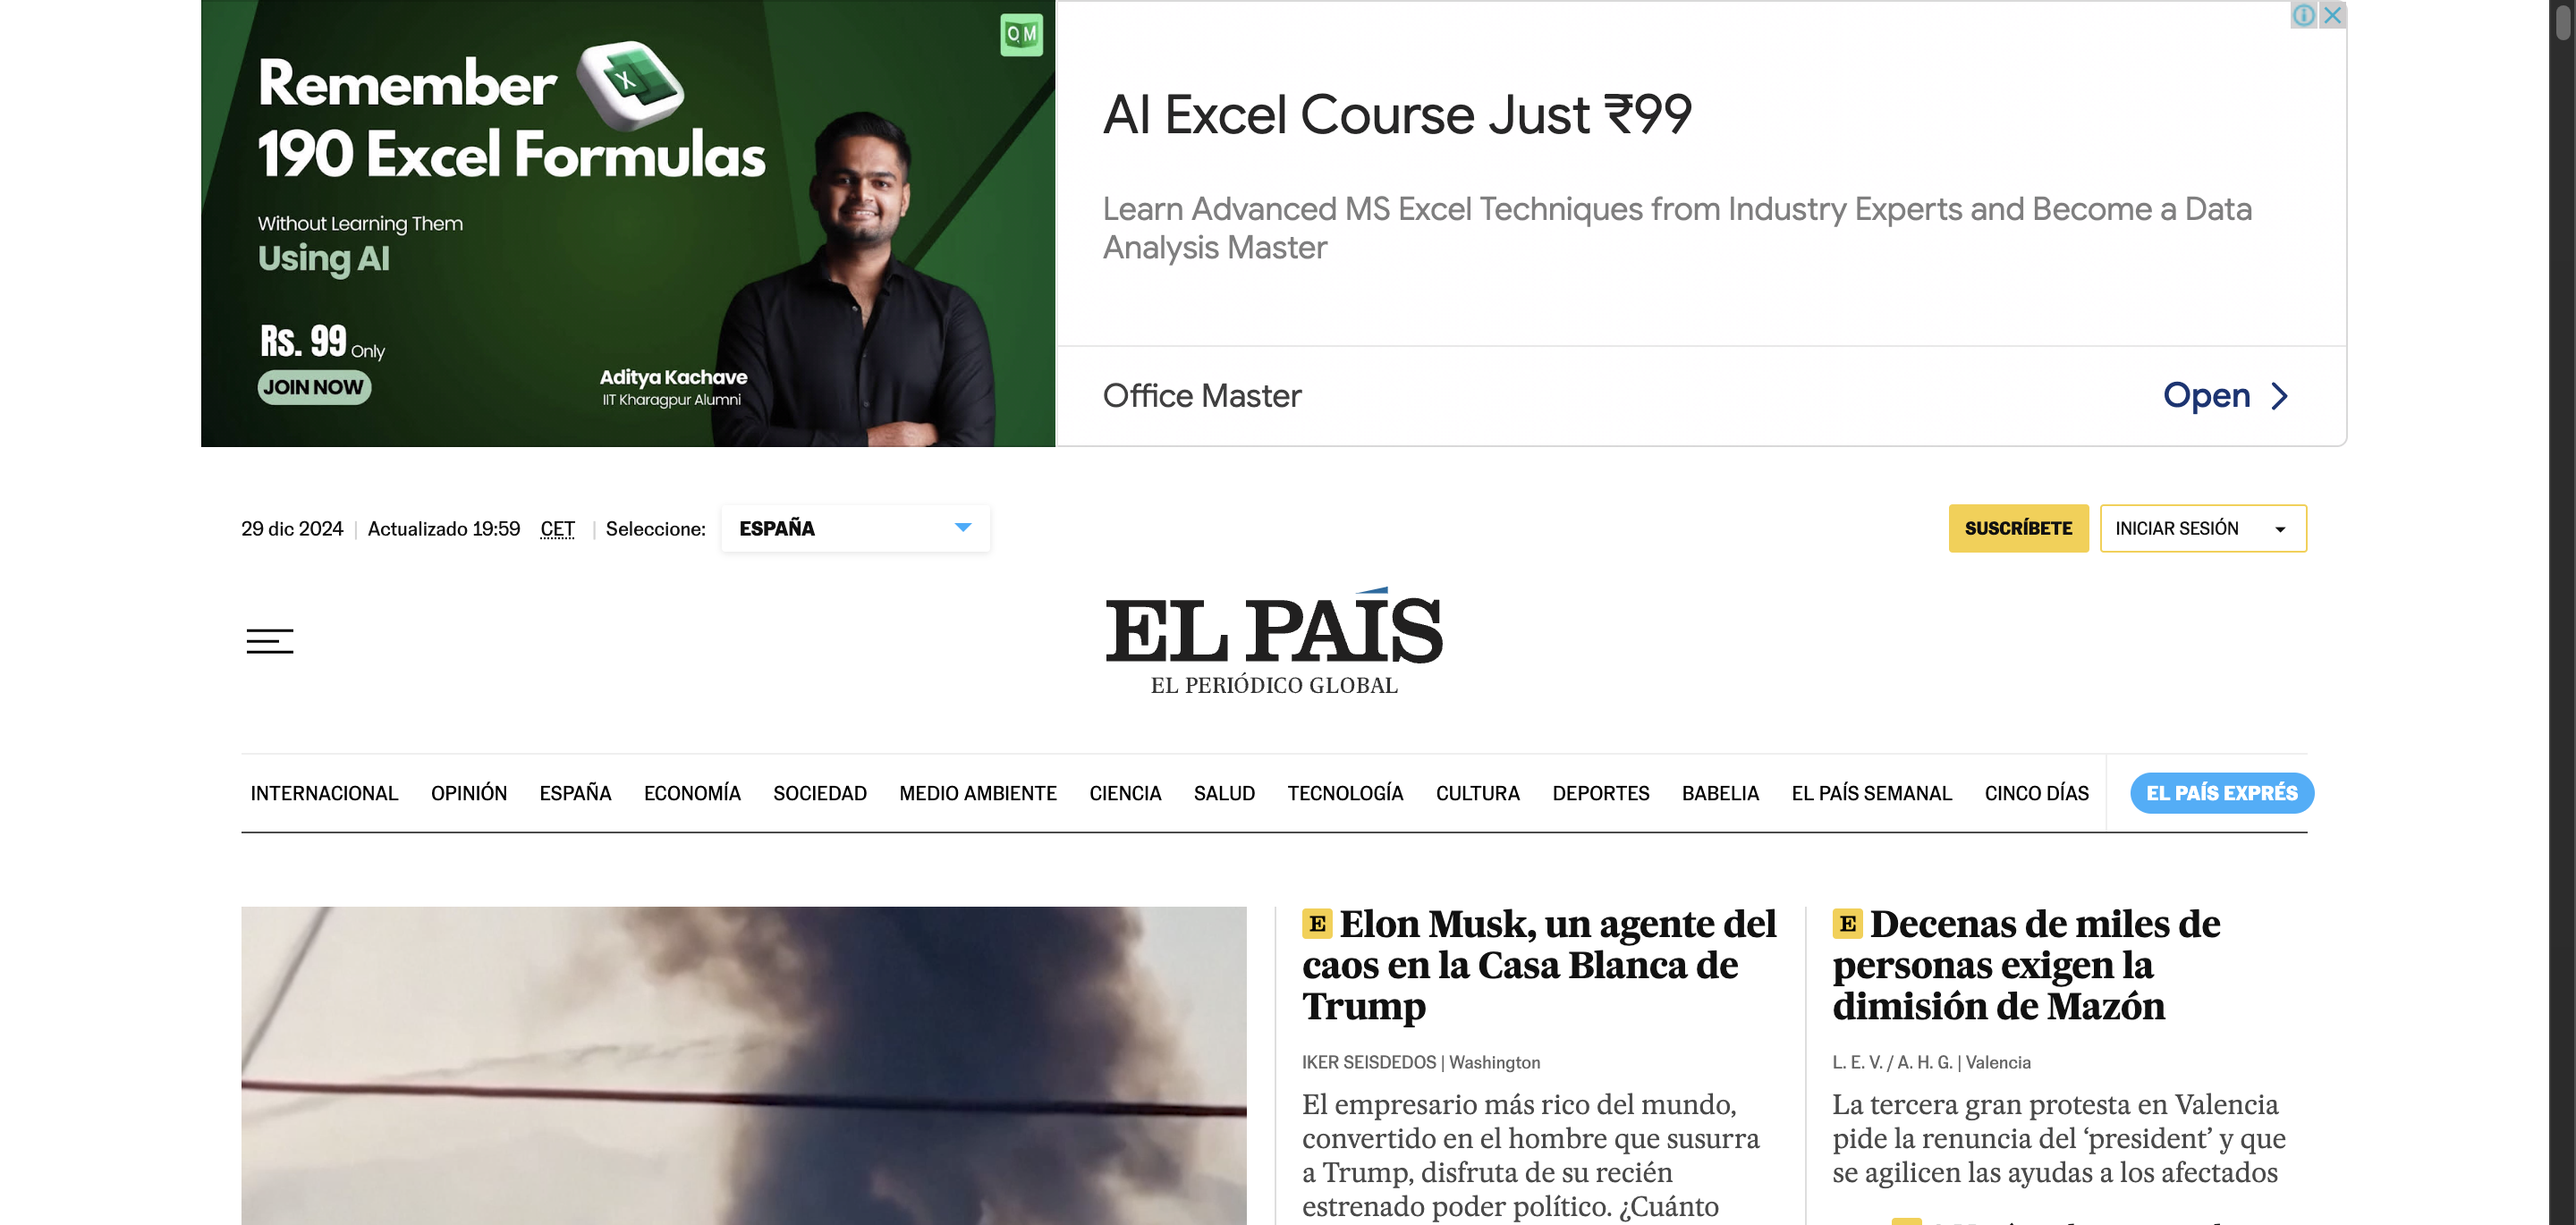 Remember
190 Excel Formulas
Without Learning Them
Using AI
Rs. 99 Only
JOIN NOW
Aditya Kachave
IIT Kharagpur Alumni
QM
AI Excel Course Just ₹99
Learn Advanced MS Excel Techniques from Industry Experts and Become a Data
Analysis Master
Office Master
Open
29 dic 2024 | Actualizado 19:59 CET | Seleccione: ESPAÑA
SUSCRÍBETE
INICIAR SESIÓN
EL PAÍS
EL PERIÓDICO GLOBAL
INTERNACIONAL OPINIÓN ESPAÑA ECONOMÍA SOCIEDAD MEDIO AMBIENTE CIENCIA SALUD TECNOLOGÍA CULTURA DEPORTES BABELIA EL PAÍS SEMANAL CINCO DÍAS EL PAÍS EXPRÉS
E Elon Musk, un agente del
caos en la Casa Blanca de
Trump
IKER SEISDEDOS | Washington
El empresario más rico del mundo,
convertido en el hombre que susurra
a Trump, disfruta de su recién
estrenado poder político. ¿Cuánto
E Decenas de miles de
personas exigen la
dimisión de Mazón
L. E. V. / A. H. G. | Valencia
La tercera gran protesta en Valencia
pide la renuncia del ‘president’ y que
se agilicen las ayudas a los afectados